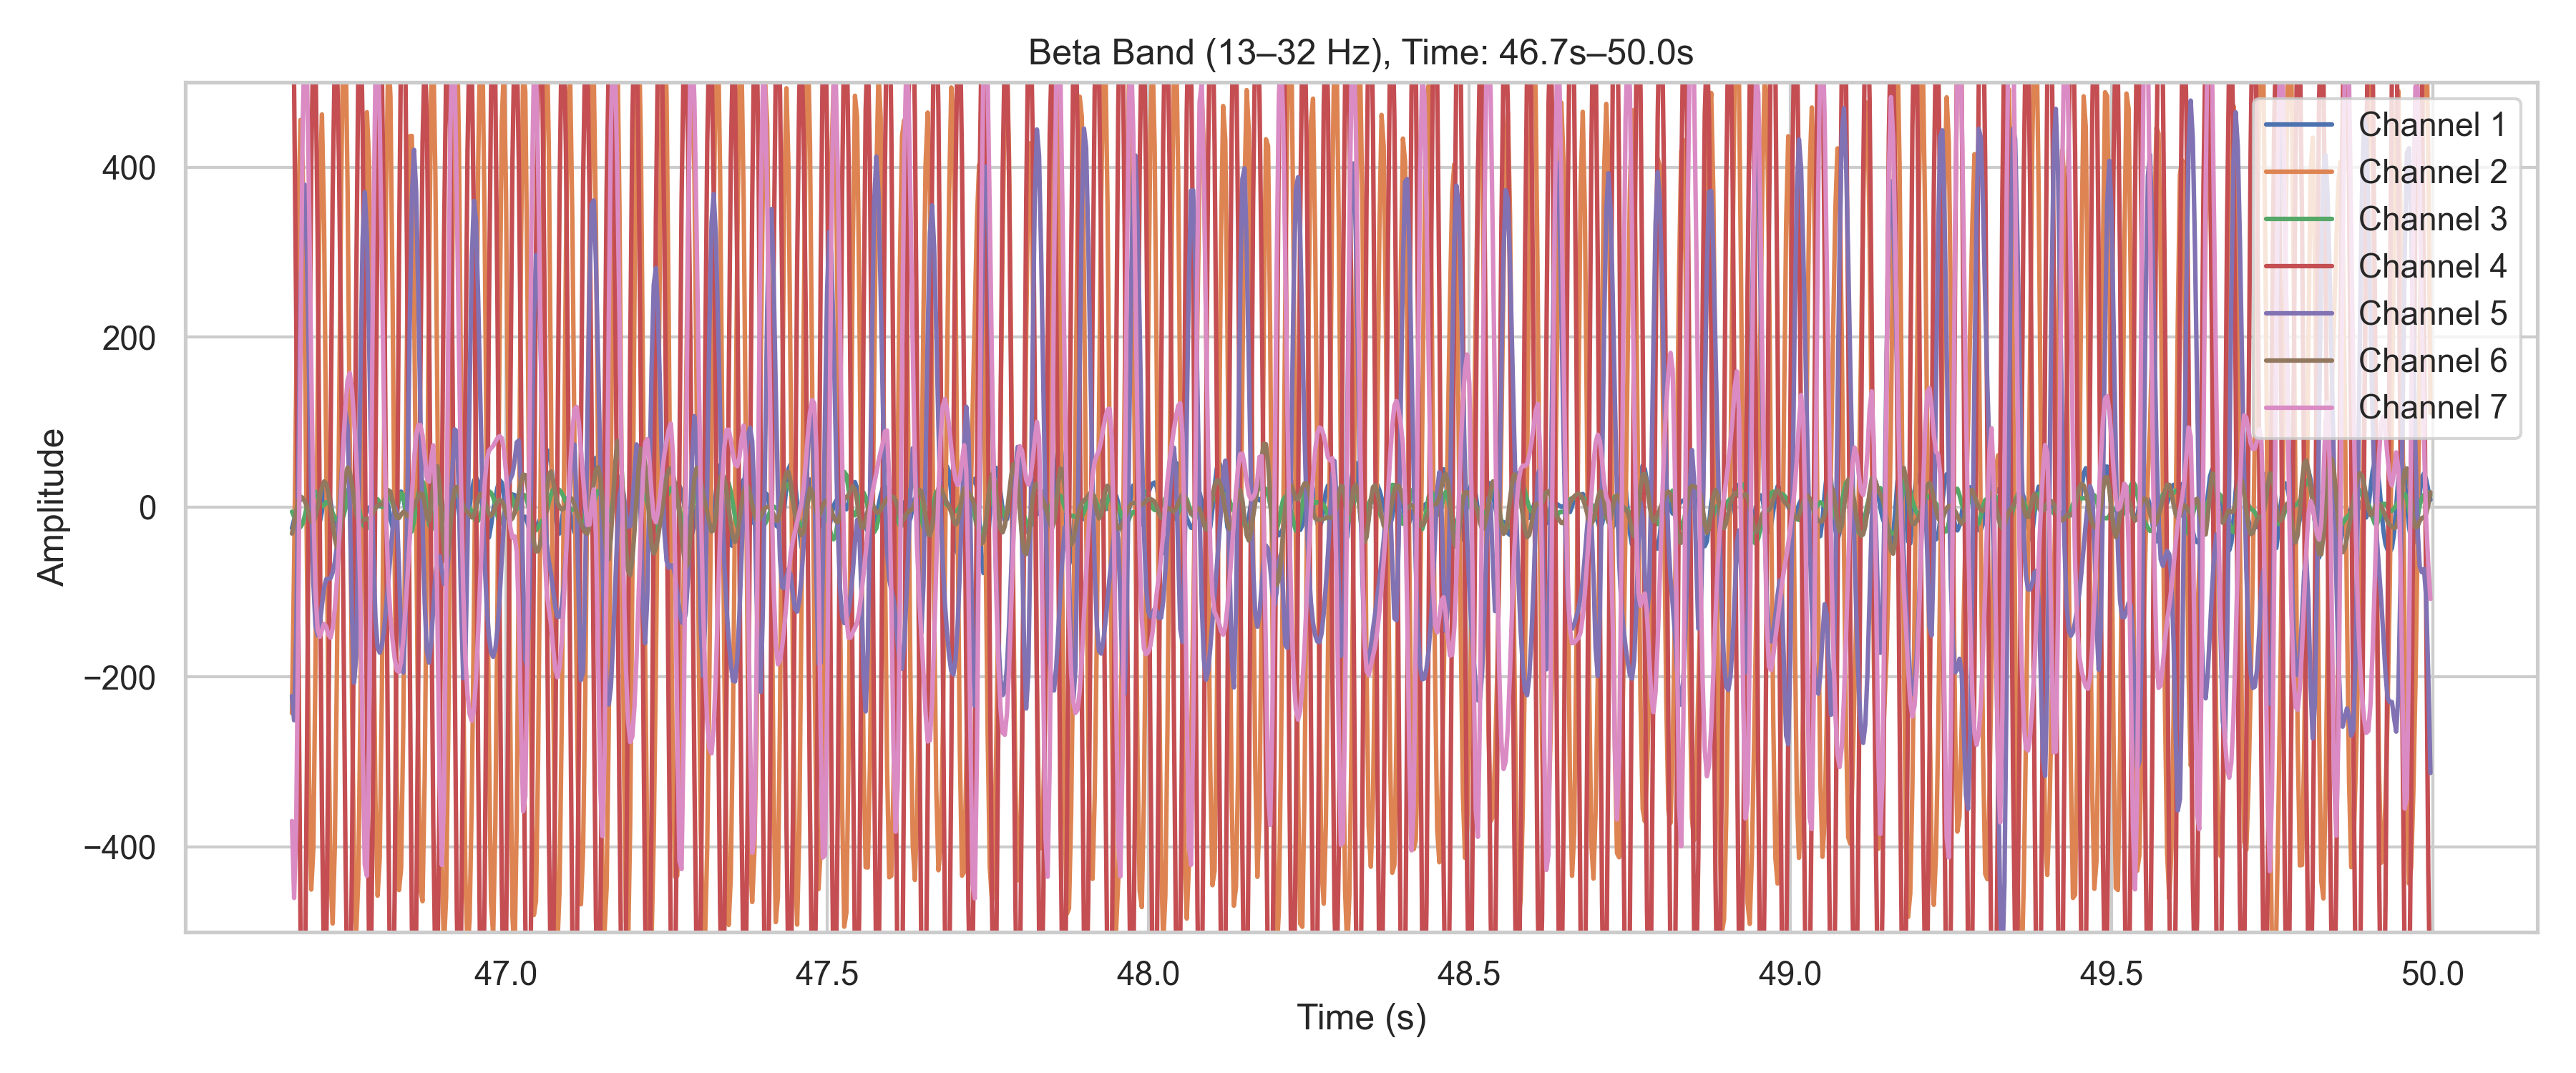 Beta Band (13–32 Hz), Time: 46.7s–50.0s
Amplitude
400
200
0
−200
−400
47.0 47.5 48.0 48.5 49.0 49.5 50.0
Time (s)
Channel 1
Channel 2
Channel 3
Channel 4
Channel 5
Channel 6
Channel 7